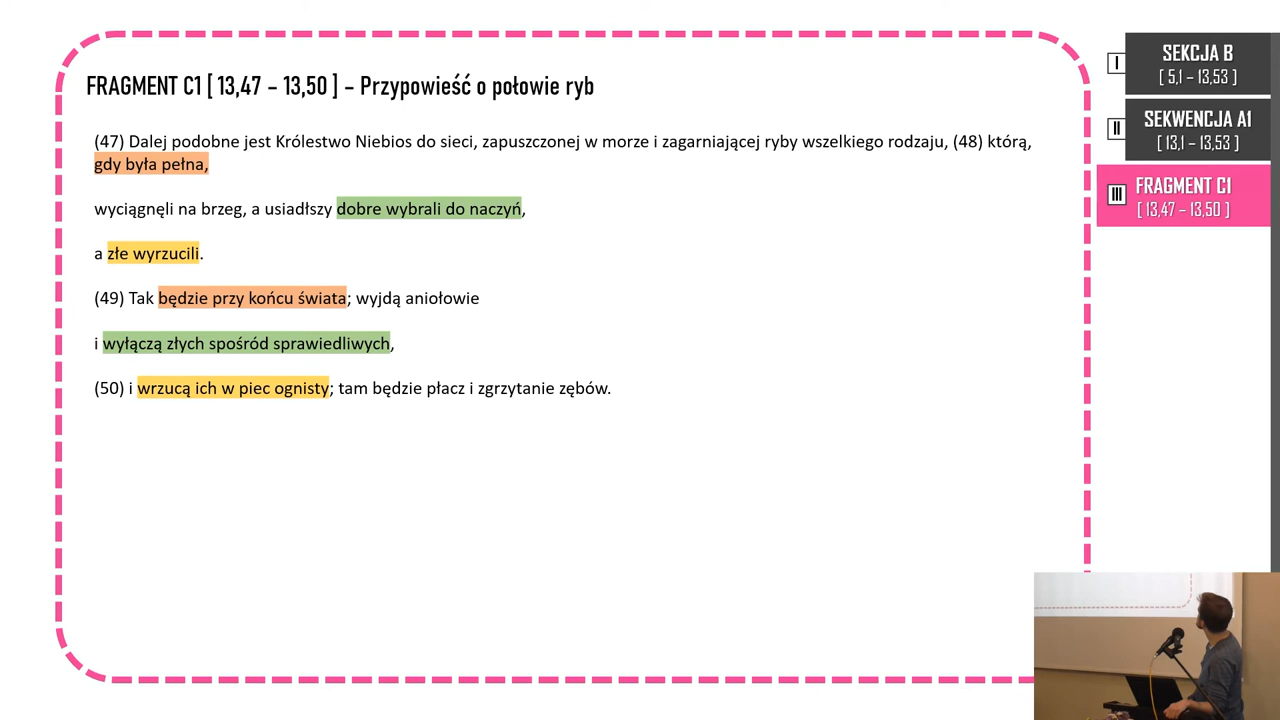 FRAGMENT C1 [ 13,47 – 13,50 ] – Przypowieść o połowie ryb
(47) Dalej podobne jest Królestwo Niebios do sieci, zapuszczonej w morze i zagarniającej ryby wszelkiego rodzaju, (48) którą,
gdy była pełna,
wyciągnęli na brzeg, a usiadłszy dobre wybrali do naczyń,
a złe wyrzucili.
(49) Tak będzie przy końcu świata; wyjdą aniołowie
i wyłączą złych spośród sprawiedliwych,
(50) i wrzucą ich w piec ognisty; tam będzie płacz i zgrzytanie zębów.
I
SEKCJA B
[ 5,1 – 13,53 ]
II
SEKWENCJA A1
[ 13,1 – 13,53 ]
III
FRAGMENT C1
[ 13,47 – 13,50 ]